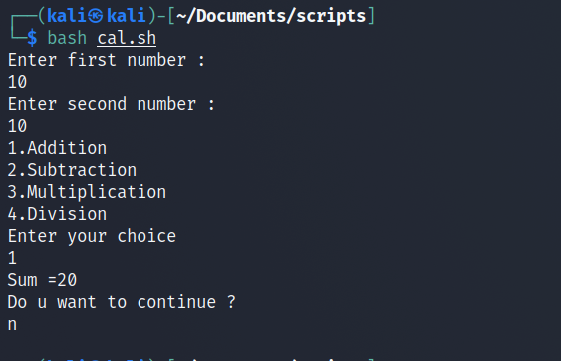 ┌──(kali㉿kali)-[~/Documents/scripts]
└─$ bash cal.sh
Enter first number :
10
Enter second number :
10
1.Addition
2.Subtraction
3.Multiplication
4.Division
Enter your choice
1
Sum =20
Do u want to continue ?
n